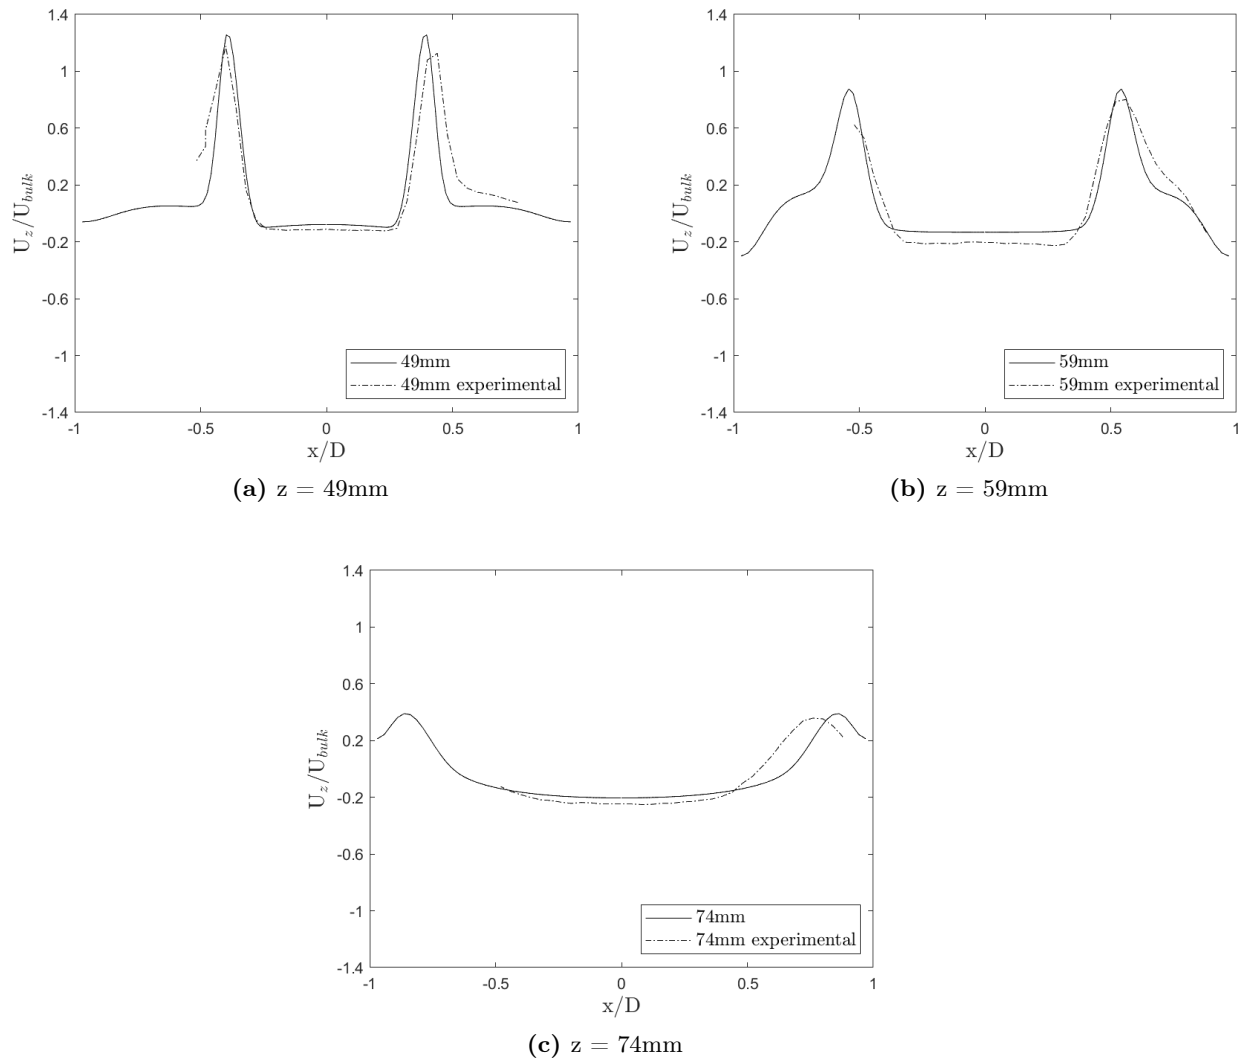 1.4
1
0.6
0.2
-0.2
-0.6
-1
-1.4
U_z/U_bulk
49mm
49mm experimental
-1 -0.5 0 0.5 1
x/D
(a) z = 49mm
1.4
1
0.6
0.2
-0.2
-0.6
-1
-1.4
U_z/U_bulk
59mm
59mm experimental
-1 -0.5 0 0.5 1
x/D
(b) z = 59mm
1.4
1
0.6
0.2
-0.2
-0.6
-1
-1.4
U_z/U_bulk
74mm
74mm experimental
-1 -0.5 0 0.5 1
x/D
(c) z = 74mm